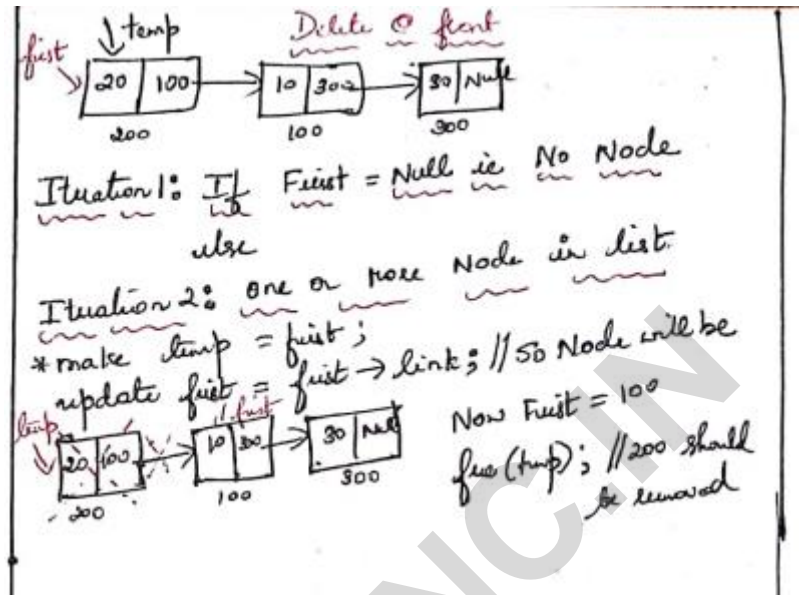 ↓temp Delete @ front
first
20 100 → 10 300 → 30 Null
200 100 300
Iteration 1: If First = Null ie No Node
else
Iteration 2: one or more Node in list.
* make temp = first;
update first = first → link; // SO Node will be
Now First = 100
temp first
20 100 10 300 30 Null
200 100 300
free(temp); // 200 should
be removed
NC.IN